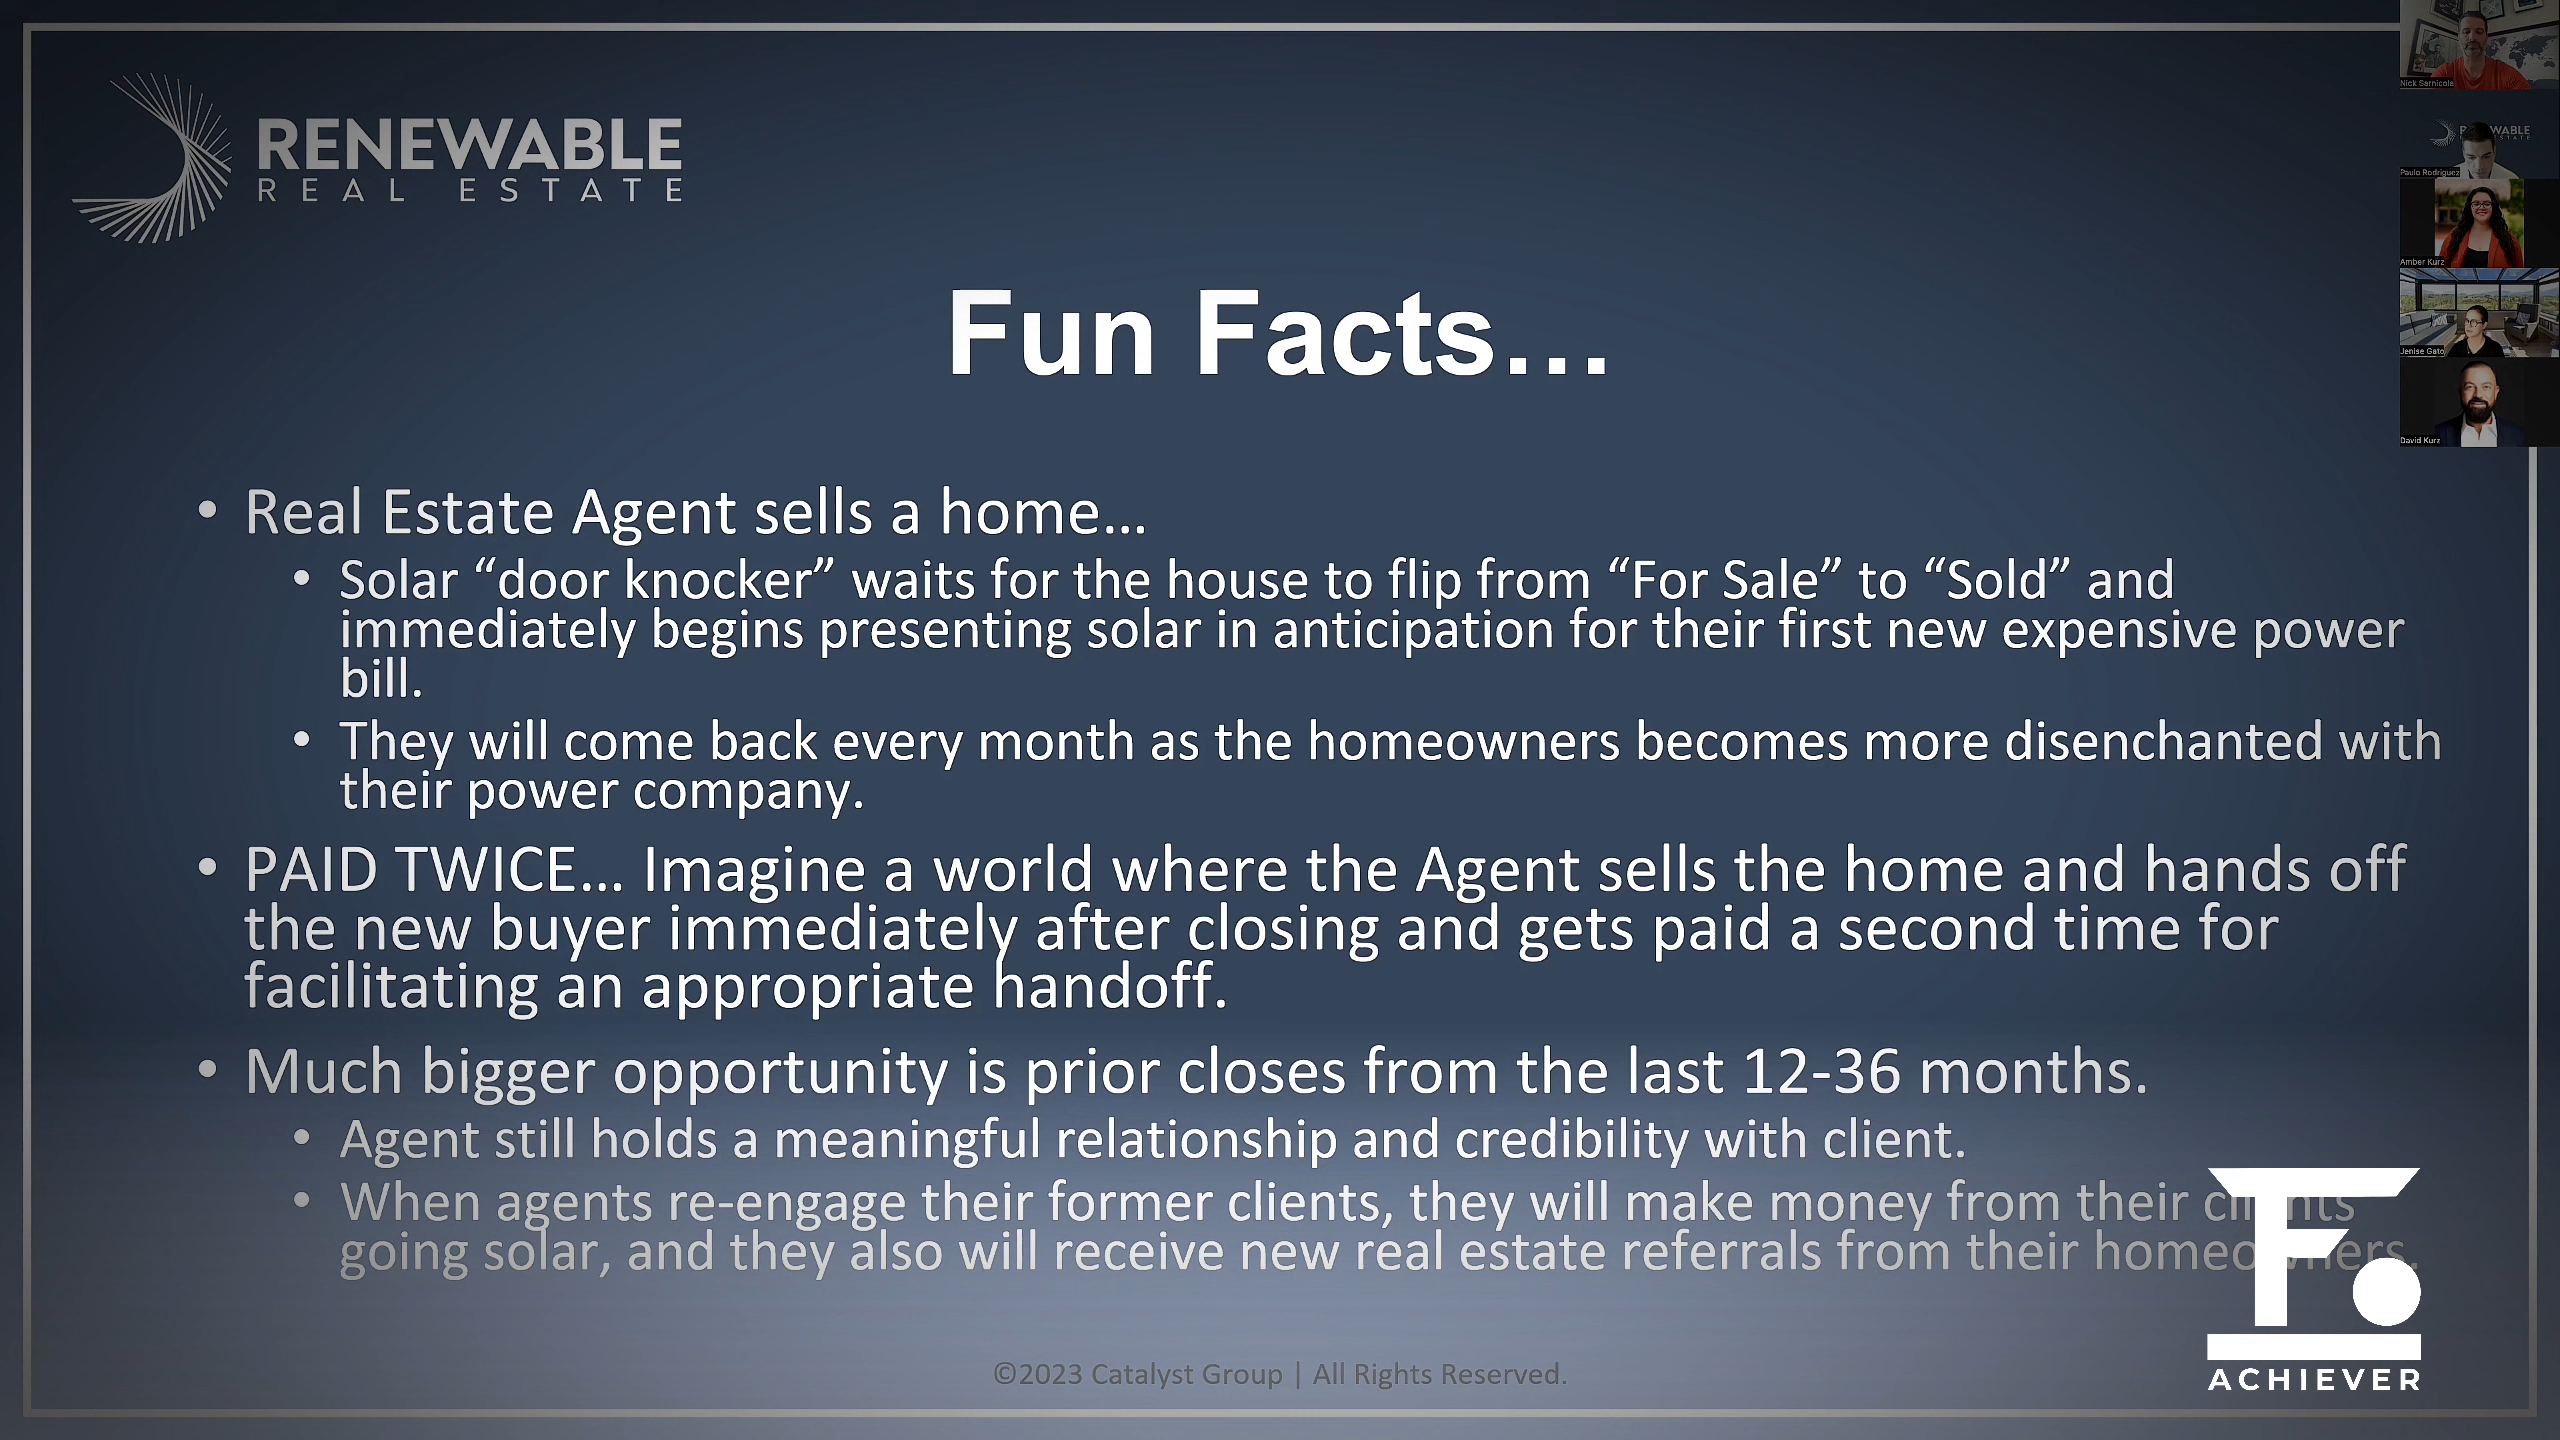 RENEWABLE
REAL ESTATE
Fun Facts...
• Real Estate Agent sells a home...
• Solar “door knocker” waits for the house to flip from “For Sale” to “Sold” and
immediately begins presenting solar in anticipation for their first new expensive power
bill.
• They will come back every month as the homeowners becomes more disenchanted with
their power company.
• PAID TWICE... Imagine a world where the Agent sells the home and hands off
the new buyer immediately after closing and gets paid a second time for
facilitating an appropriate handoff.
• Much bigger opportunity is prior closes from the last 12-36 months.
• Agent still holds a meaningful relationship and credibility with client.
• When agents re-engage their former clients, they will make money from their clients
going solar, and they also will receive new real estate referrals from their homeowners.
©2023 Catalyst Group | All Rights Reserved.
ACHIEVER
Nick Sarnicola
Paulo Rodriguez
Amber Kurz
Jenise Gato
David Kurz